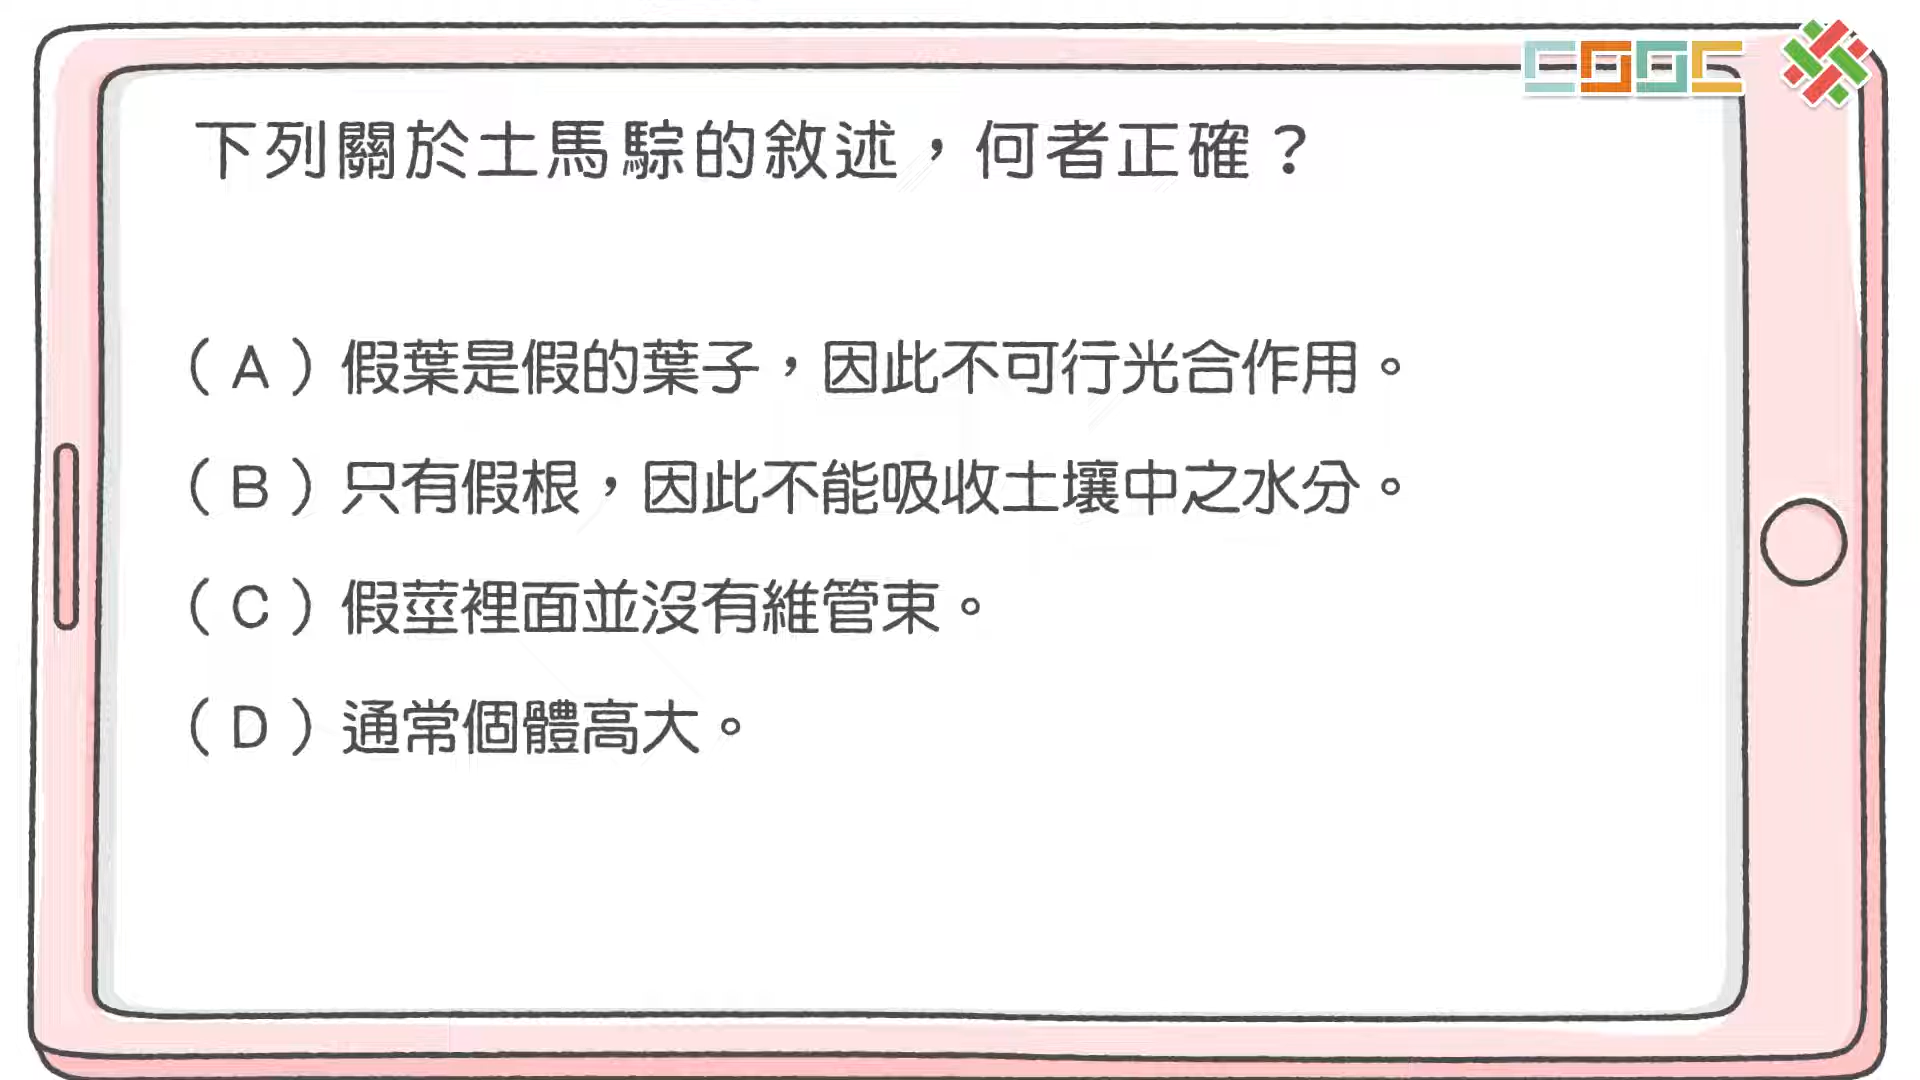 COOC
下列關於土馬騌的敘述，何者正確？
（A）假葉是假的葉子，因此不可行光合作用。
（B）只有假根，因此不能吸收土壤中之水分。
（C）假莖裡面並沒有維管束。
（D）通常個體高大。